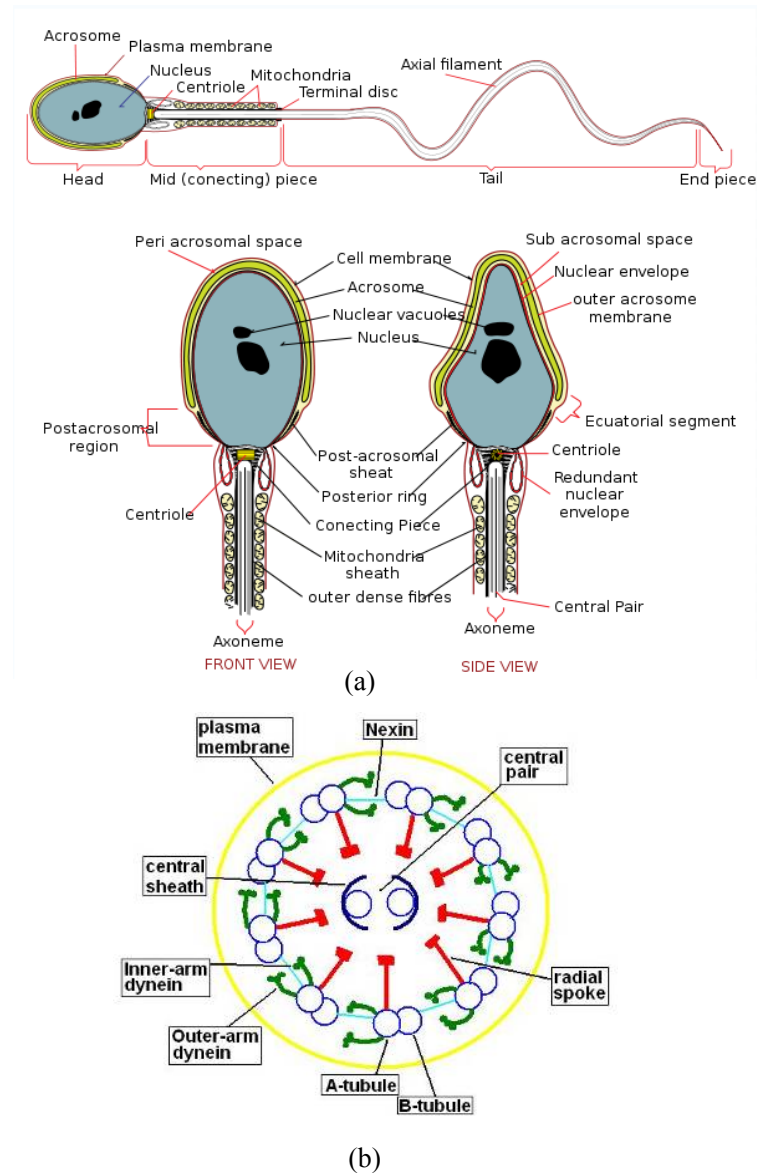 Acrosome
Plasma membrane
Nucleus
Centriole
Mitochondria
Terminal disc
Axial filament
Head
Mid (conecting) piece
Tail
End piece
Peri acrosomal space
Cell membrane
Acrosome
Nuclear vacuoles
Nucleus
Sub acrosomal space
Nuclear envelope
outer acrosome
membrane
Postacrosomal
region
Ecuatorial segment
Post-acrosomal
sheat
Posterior ring
Centriole
Conecting Piece
Mitochondria
sheath
outer dense fibres
Centriole
Redundant
nuclear
envelope
Central Pair
Axoneme
FRONT VIEW
Axoneme
SIDE VIEW
(a)
plasma
membrane
Nexin
central
pair
central
sheath
Inner-arm
dynein
Outer-arm
dynein
radial
spoke
A-tubule
B-tubule
(b)